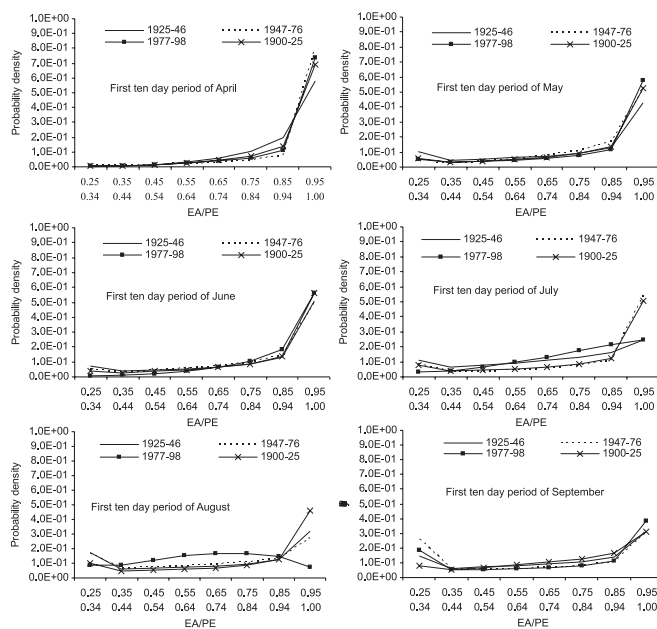 1.0E+00
9.0E-01
8.0E-01
7.0E-01
6.0E-01
5.0E-01
4.0E-01
3.0E-01
2.0E-01
1.0E-01
0.0E+00
Probability density
1925-46 1947-76
1977-98 1900-25
First ten day period of April
0.25 0.35 0.45 0.55 0.65 0.75 0.85 0.95
0.34 0.44 0.54 0.64 0.74 0.84 0.94 1.00
EA/PE
1.0E+00
9.0E-01
8.0E-01
7.0E-01
6.0E-01
5.0E-01
4.0E-01
3.0E-01
2.0E-01
1.0E-01
0.0E+00
Probability density
1925-46 1947-76
1977-98 1900-25
First ten day period of May
0.25 0.35 0.45 0.55 0.65 0.75 0.85 0.95
0.34 0.44 0.54 0.64 0.74 0.84 0.94 1.00
EA/PE
1.0E+00
9.0E-01
8.0E-01
7.0E-01
6.0E-01
5.0E-01
4.0E-01
3.0E-01
2.0E-01
1.0E-01
0.0E+00
Probability density
1925-46 1947-76
1977-98 1900-25
First ten day period of June
0.25 0.35 0.45 0.55 0.65 0.75 0.85 0.95
0.34 0.44 0.54 0.64 0.74 0.84 0.94 1.00
EA/PE
1.0E+00
9.0E-01
8.0E-01
7.0E-01
6.0E-01
5.0E-01
4.0E-01
3.0E-01
2.0E-01
1.0E-01
0.0E+00
Probability density
1925-46 1947-76
1977-98 1900-25
First ten day period of July
0.25 0.35 0.45 0.55 0.65 0.75 0.85 0.95
0.34 0.44 0.54 0.64 0.74 0.84 0.94 1.00
EA/PE
1.0E+00
9.0E-01
8.0E-01
7.0E-01
6.0E-01
5.0E-01
4.0E-01
3.0E-01
2.0E-01
1.0E-01
0.0E+00
Probability density
1925-46 1947-76
1977-98 1900-25
First ten day period of August
0.25 0.35 0.45 0.55 0.65 0.75 0.85 0.95
0.34 0.44 0.54 0.64 0.74 0.84 0.94 1.00
EA/PE
1.0E+00
9.0E-01
8.0E-01
7.0E-01
6.0E-01
5.0E-01
4.0E-01
3.0E-01
2.0E-01
1.0E-01
0.0E+00
Probability density
1925-46 1947-76
1977-98 1900-25
First ten day period of September
0.25 0.35 0.45 0.55 0.65 0.75 0.85 0.95
0.34 0.44 0.54 0.64 0.74 0.84 0.94 1.00
EA/PE